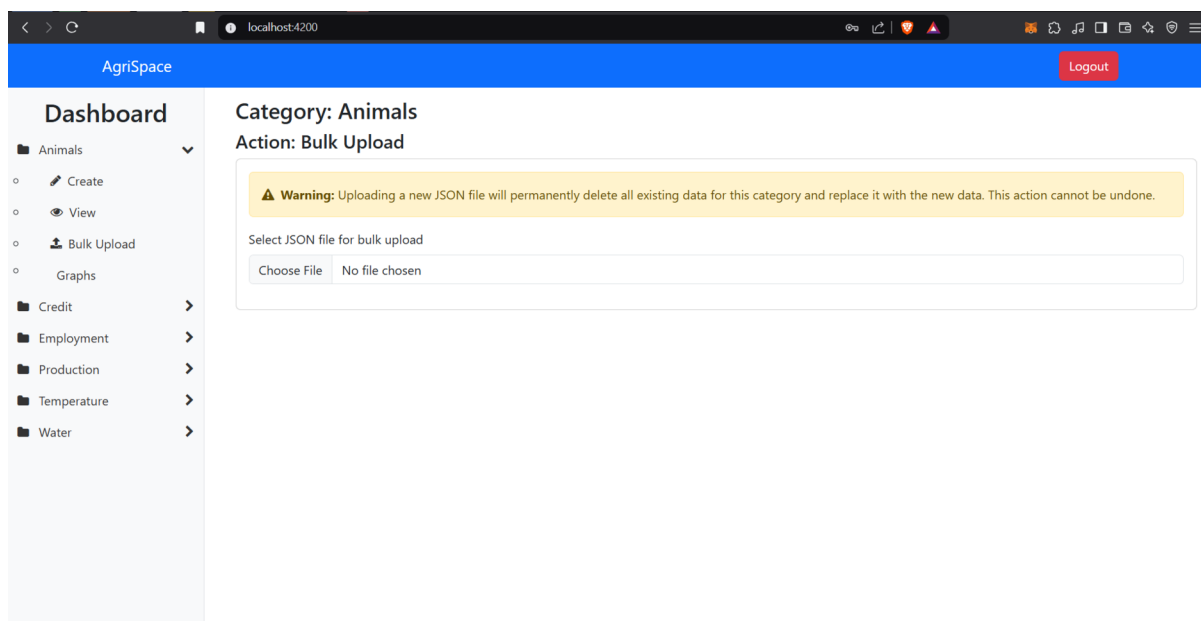 localhost:4200
AgriSpace
Logout
Dashboard
Animals
Create
View
Bulk Upload
Graphs
Credit
Employment
Production
Temperature
Water
Category: Animals
Action: Bulk Upload
Warning: Uploading a new JSON file will permanently delete all existing data for this category and replace it with the new data. This action cannot be undone.
Select JSON file for bulk upload
Choose File No file chosen